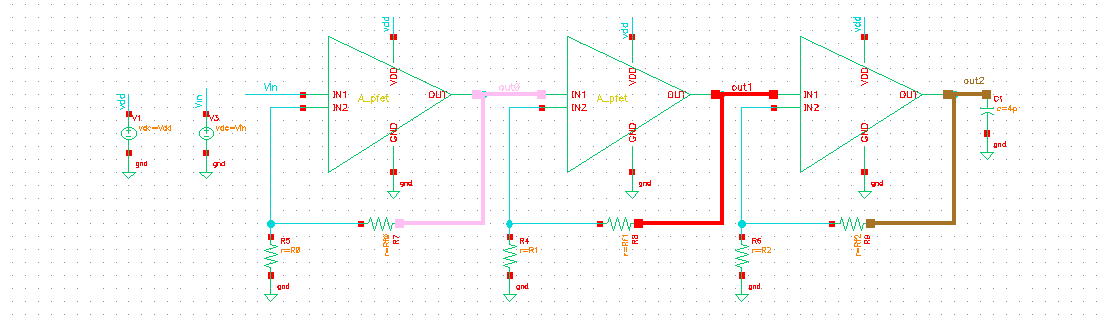 vdd
V1
vdc=Vdd
gnd
Vin
V3
vdc=Vin
gnd
Vin
IN1
IN2
vdd
VDD
A_pfet
OUT
GND
gnd
out0
R5
r=R0
gnd
R7
IN1
IN2
vdd
VDD
A_pfet
OUT
GND
gnd
out1
R4
r=R1
gnd
r=Rf1
R8
IN1
IN2
vdd
VDD
OUT
GND
gnd
out2
R6
r=R2
gnd
r=Rf2
R9
C1
gnd